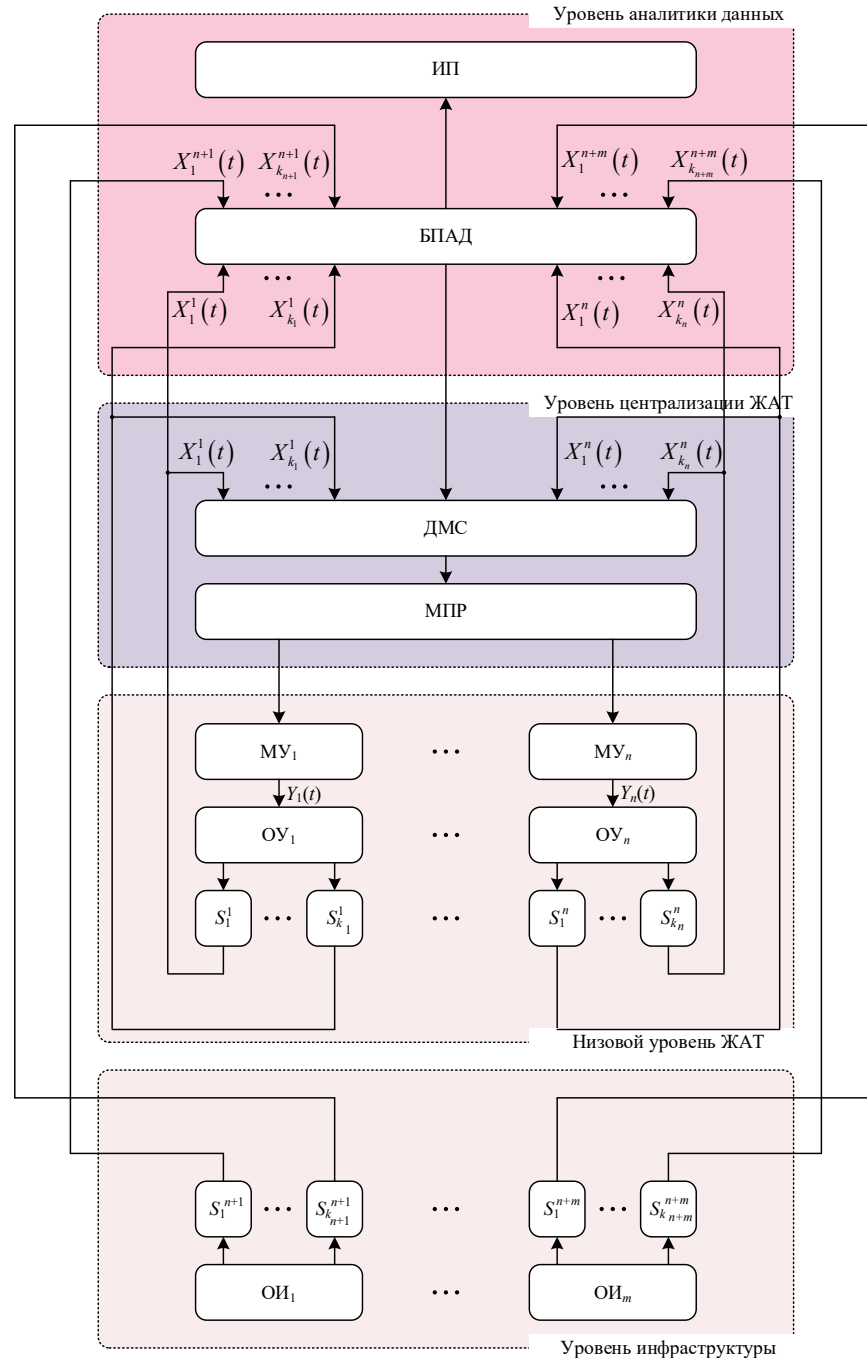 Уровень аналитики данных
ИП
X_1^{n+1}(t) X_{k_{n+1}}^{n+1}(t) X_1^{n+m}(t) X_{k_{n+m}}^{n+m}(t)
... ...
БПАД
... ...
X_1^1(t) X_{k_1}^1(t) X_1^n(t) X_{k_n}^n(t)
Уровень централизации ЖАТ
X_1^1(t) X_{k_1}^1(t) X_1^n(t) X_{k_n}^n(t)
... ...
ДМС
МПР
МУ_1 ... МУ_n
Y_1(t) Y_n(t)
ОУ_1 ... ОУ_n
S_1^1 ... S_{k_1}^1 ... S_1^n ... S_{k_n}^n
Низовой уровень ЖАТ
S_1^{n+1} ... S_{k_{n+1}}^{n+1} ... S_1^{n+m} ... S_{k_{n+m}}^{n+m}
ОИ_1 ... ОИ_m
Уровень инфраструктуры